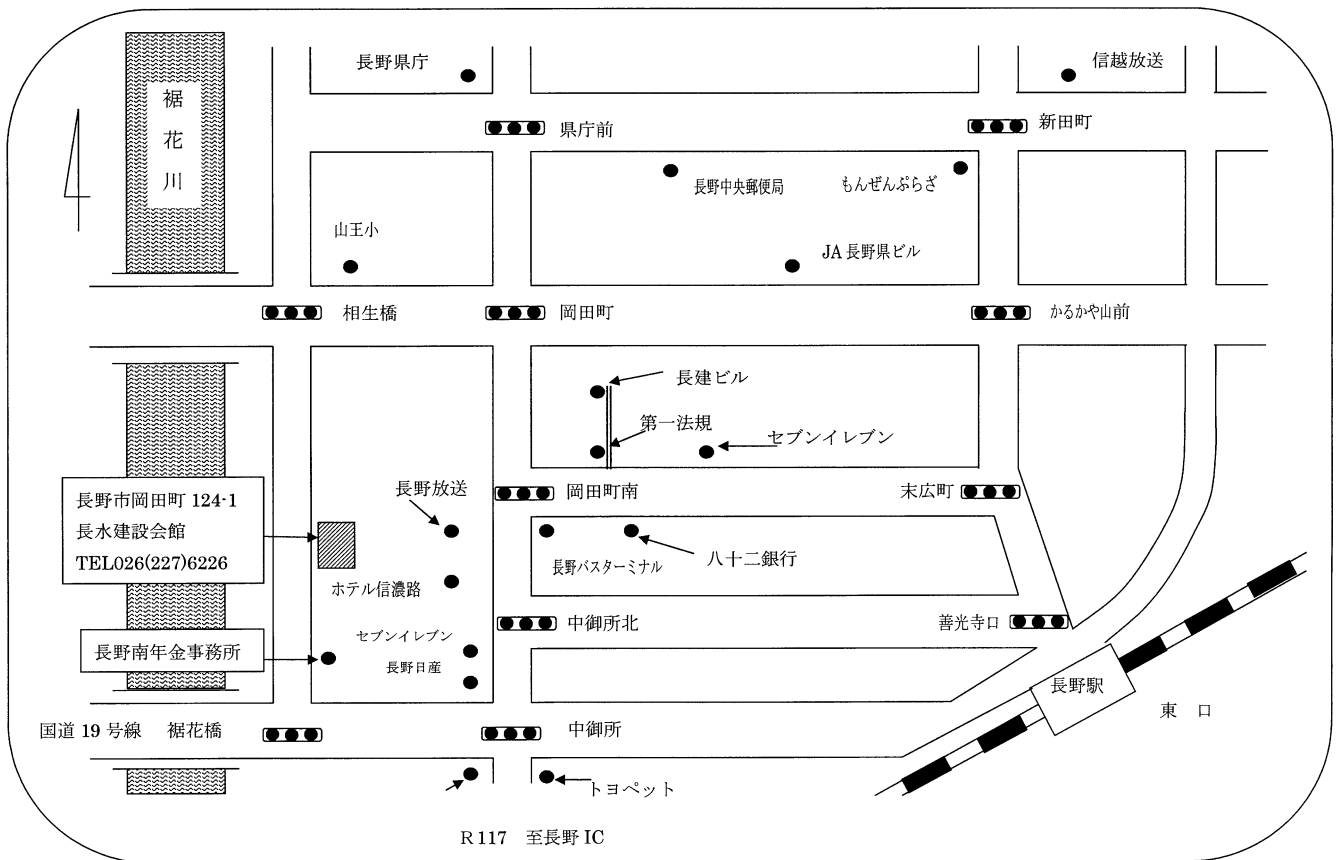 長野県庁
信越放送
裾花川
県庁前
新田町
長野中央郵便局
もんぜんぷらざ
山王小
JA 長野県ビル
相生橋
岡田町
かるかや山前
長建ビル
第一法規
セブンイレブン
長野市岡田町 124-1
長水建設会館
TEL026(227)6226
長野放送
岡田町南
末広町
ホテル信濃路
長野バスターミナル
八十二銀行
中御所北
善光寺口
セブンイレブン
長野日産
長野南年金事務所
長野駅
東 口
国道 19 号線 裾花橋
中御所
トヨペット
R 117 至長野 IC